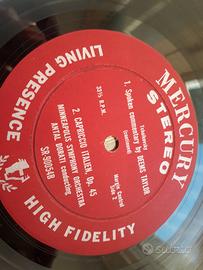 MERCURY
STEREO
LIVING PRESENCE
HIGH FIDELITY
Tchaikovsky
1. Spoken commentary by DEEMS TAYLOR
Side 2
33⅓ R.P.M.
2. CAPRICCIO ITALIEN, Op. 45
MINNEAPOLIS SYMPHONY ORCHESTRA
ANTAL DORATI conducting
SR-90054B
subito